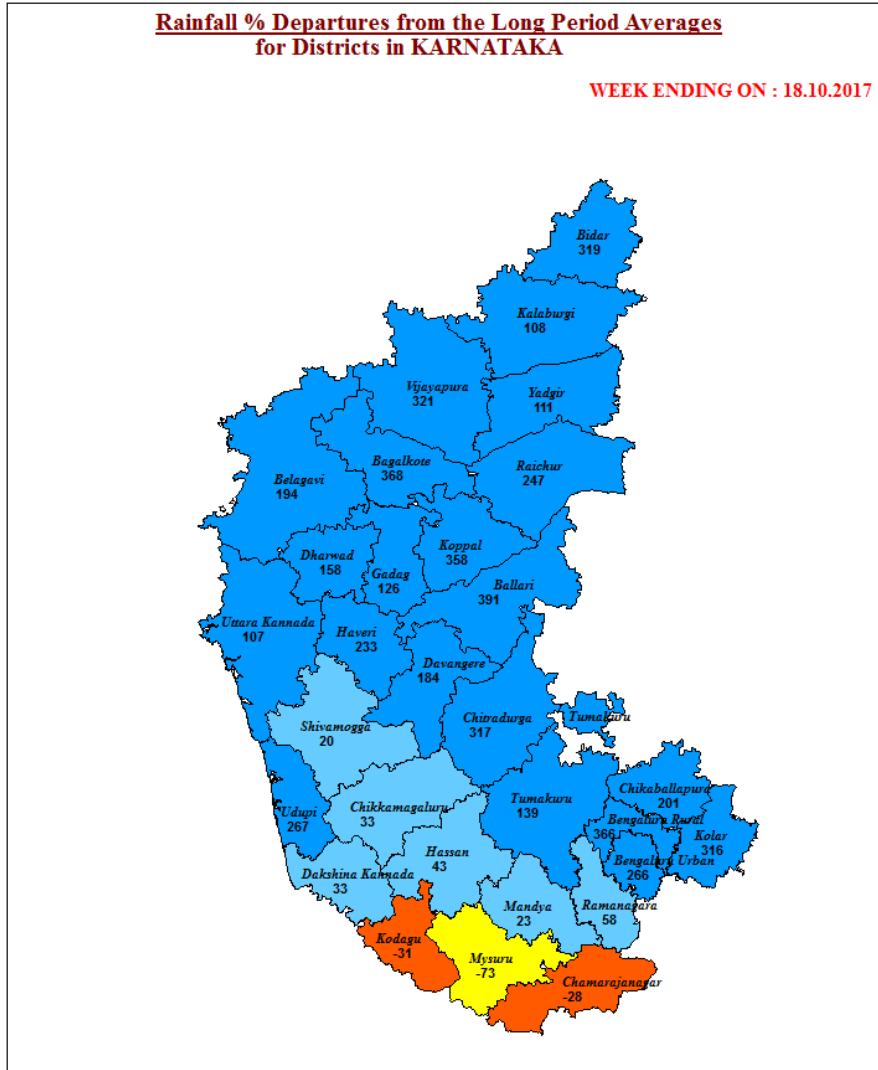 Rainfall % Departures from the Long Period Averages
for Districts in KARNATAKA
WEEK ENDING ON : 18.10.2017
Bidar
319
Kalaburgi
108
Vijayapura
321
Yadgir
111
Bagalkote
368
Raichur
247
Belagavi
194
Koppal
358
Dharwad
158
Gadag
126
Ballari
391
Uttara Kannada
107
Haveri
233
Davangere
184
Chitradurga
317
Tumakuru
Shivamogga
20
Chikaballapura
201
Tumakuru
139
Chikkamagaluru
33
Udupi
267
Bengaluru Rural
366
Kolar
316
Hassan
43
Bengaluru Urban
266
Dakshina Kannada
33
Mandya
23
Ramanagara
58
Kodagu
-31
Mysuru
-73
Chamarajanagar
-28